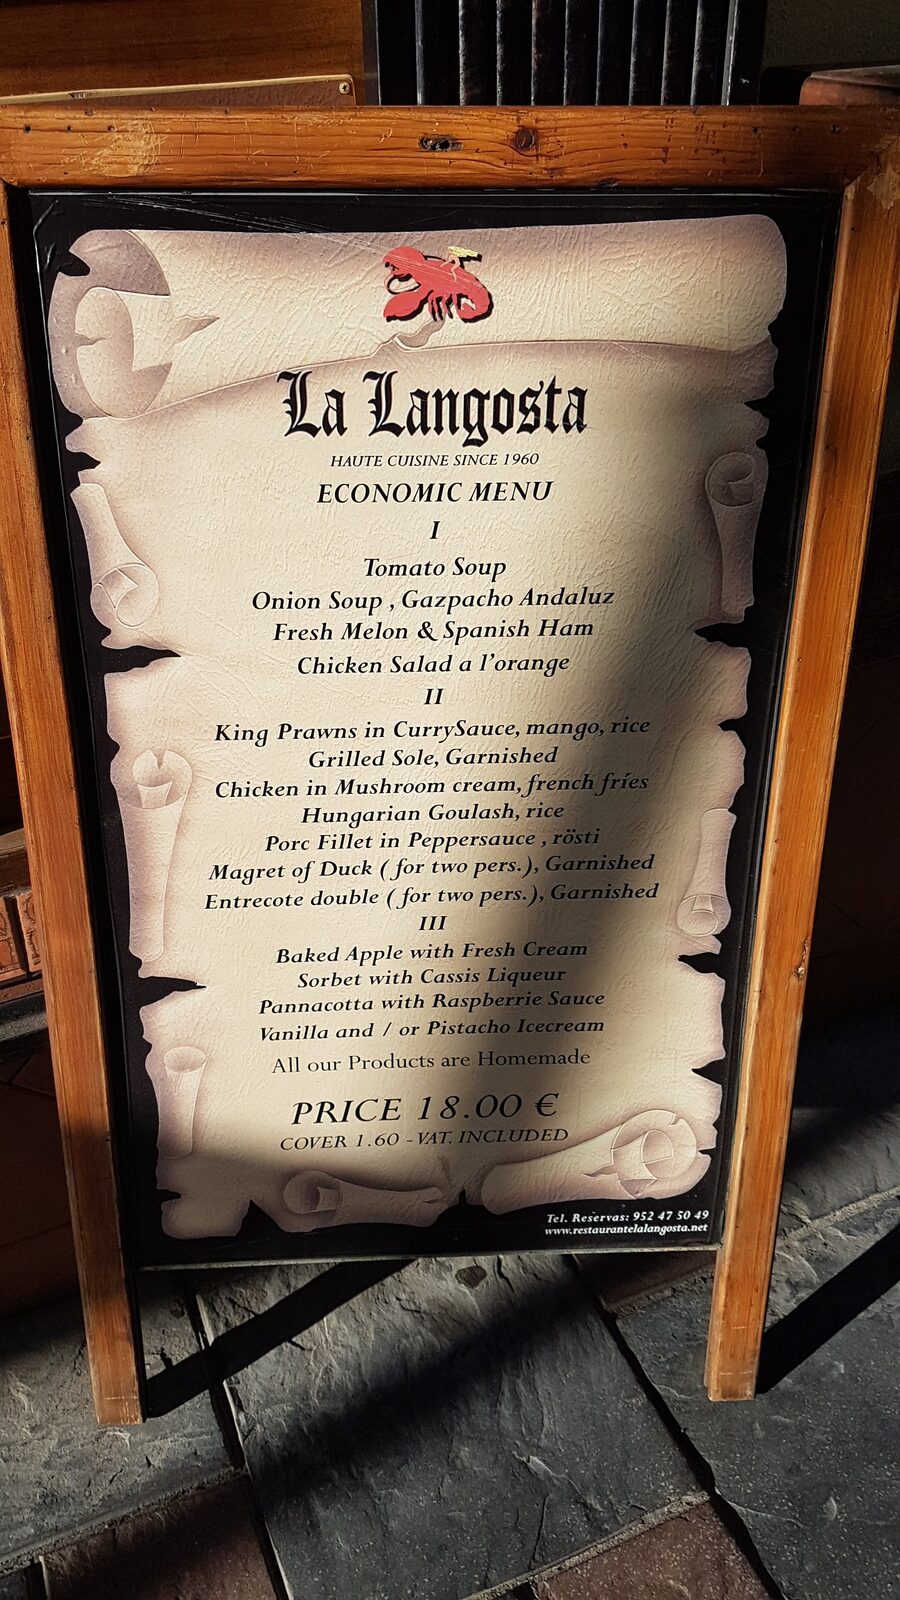 La Langosta
HAUTE CUISINE SINCE 1960
ECONOMIC MENU
I
Tomato Soup
Onion Soup , Gazpacho Andaluz
Fresh Melon & Spanish Ham
Chicken Salad a l'orange
II
King Prawns in CurrySauce, mango, rice
Grilled Sole, Garnished
Chicken in Mushroom cream, french fríes
Hungarian Goulash, rice
Porc Fillet in Peppersauce , rösti
Magret of Duck ( for two pers.), Garnished
Entrecote double ( for two pers.), Garnished
III
Baked Apple with Fresh Cream
Sorbet with Cassis Liqueur
Pannacotta with Raspberrie Sauce
Vanilla and / or Pistacho Icecream
All our Products are Homemade
PRICE 18.00 €
COVER 1.60 - VAT. INCLUDED
Tel. Reservas: 952 47 50 49
www.restaurantelalangosta.net